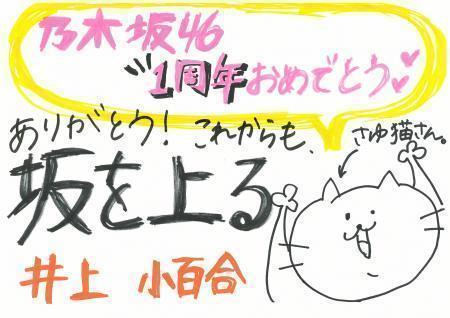 乃木坂46
1周年おめでとう♥
ありがとう!これからも、
さゆ猫さん。
坂を上る
井上 小百合